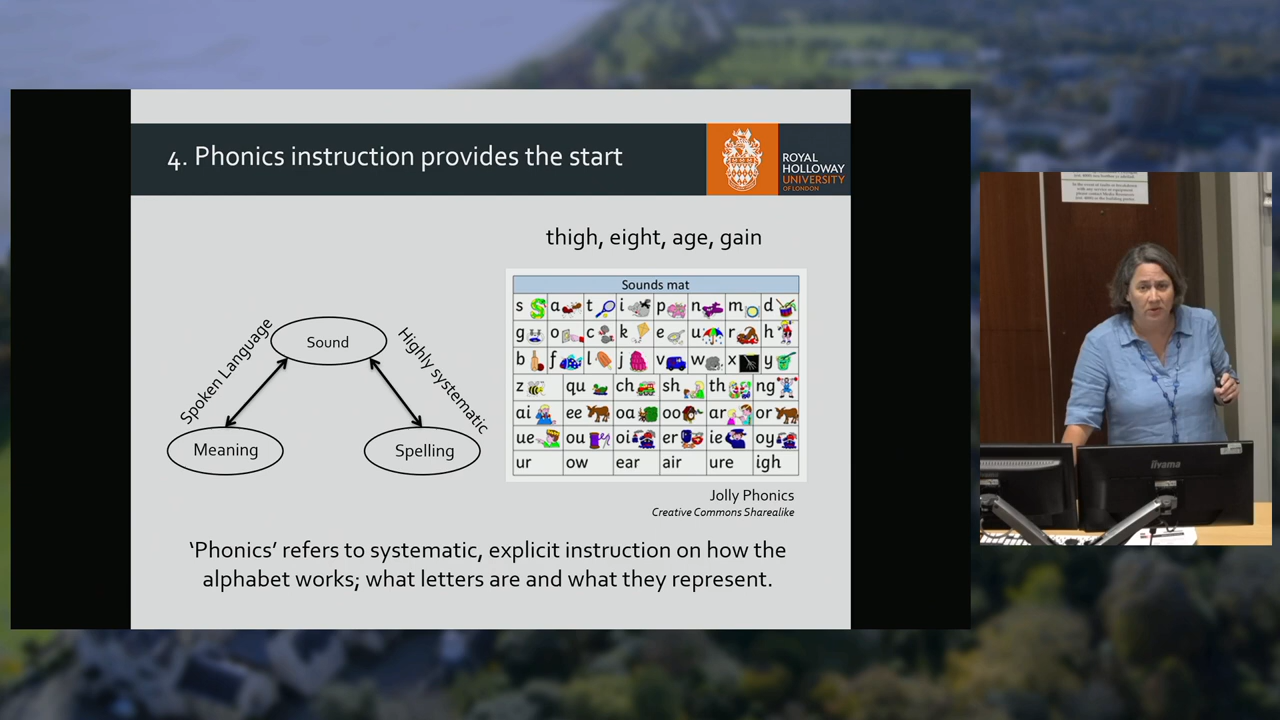 4. Phonics instruction provides the start
ROYAL
HOLLOWAY
UNIVERSITY
OF LONDON
thigh, eight, age, gain
Sounds mat
s a t i p n m d
g o c k e u r h
b f l j v w x y
z qu ch sh th ng
ai ee oa oo ar or
ue ou oi er ie oy
ur ow ear air ure igh
Jolly Phonics
Creative Commons Sharealike
Sound
Spoken Language
Highly systematic
Meaning
Spelling
‘Phonics’ refers to systematic, explicit instruction on how the
alphabet works; what letters are and what they represent.
iiyama